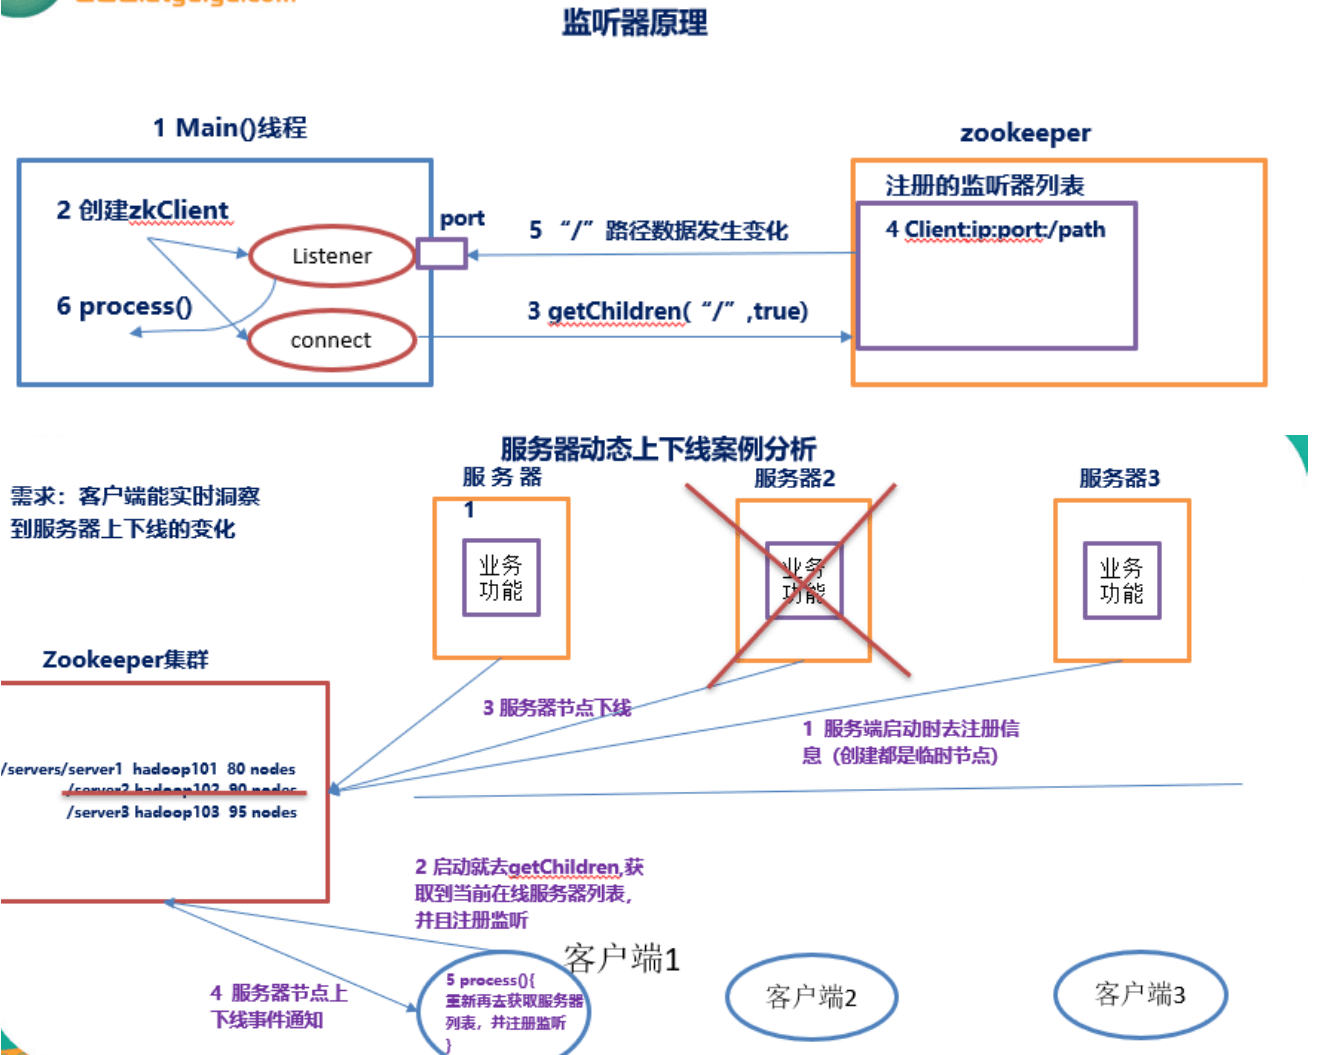 监听器原理
1 Main()线程
zookeeper
2 创建zkClient
port
Listener
5 “/”路径数据发生变化
注册的监听器列表
4 Client:ip:port:/path
6 process()
connect
3 getChildren(“/”,true)
服务器动态上下线案例分析
需求：客户端能实时洞察
到服务器上下线的变化
服 务 器
1
业务
功能
服务器2
业务
功能
服务器3
业务
功能
Zookeeper集群
3 服务器节点下线
1 服务端启动时去注册信
息（创建都是临时节点）
/servers/server1 hadoop101 80 nodes
/server2 hadoop102 90 nodes
/server3 hadoop103 95 nodes
2 启动就去getChildren,获
取到当前在线服务器列表，
并且注册监听
客户端1
4 服务器节点上
下线事件通知
5 process(){
重新再去获取服务器
列表，并注册监听
}
客户端2
客户端3